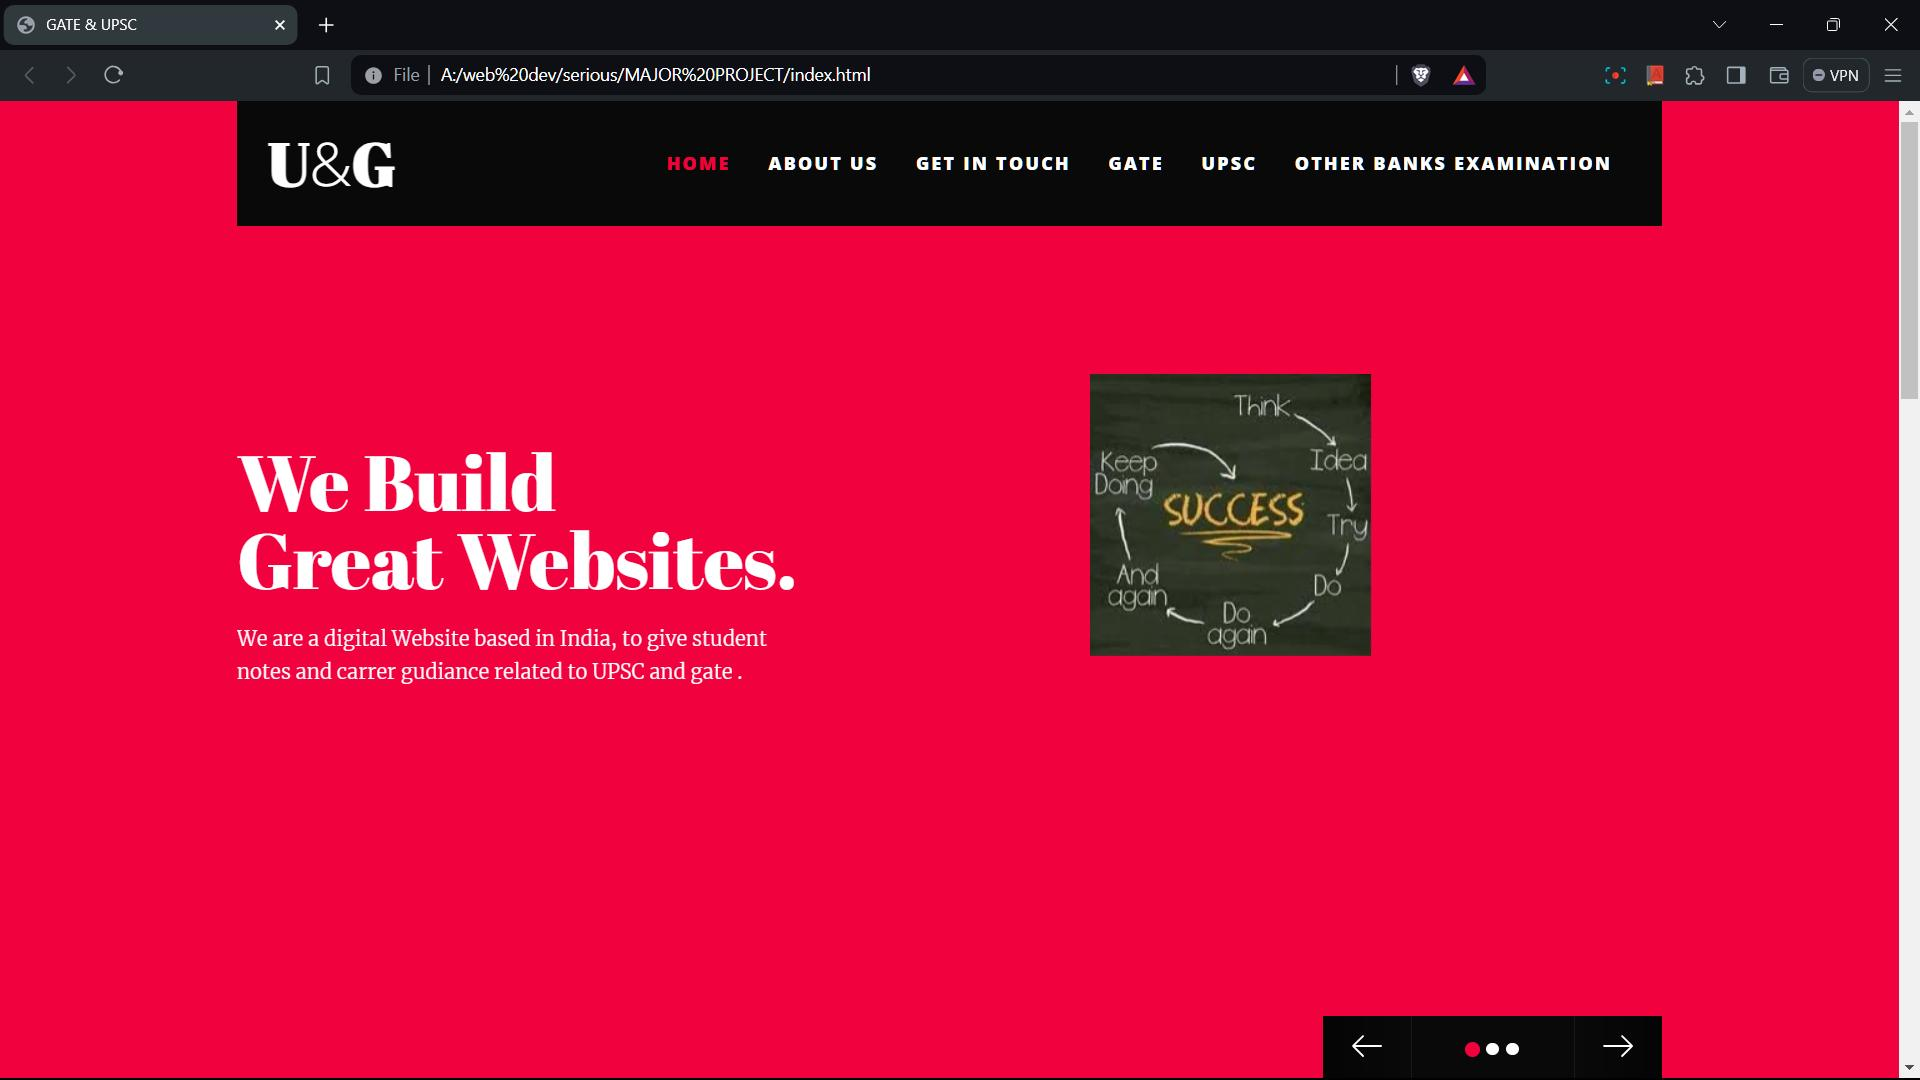 GATE & UPSC
File A:/web%20dev/serious/MAJOR%20PROJECT/index.html
VPN
U&G
HOME ABOUT US GET IN TOUCH GATE UPSC OTHER BANKS EXAMINATION
We Build
Great Websites.
We are a digital Website based in India, to give student
notes and carrer gudiance related to UPSC and gate .
Think
Idea
Try
Do
Do
again
And
again
Keep
Doing
SUCCESS